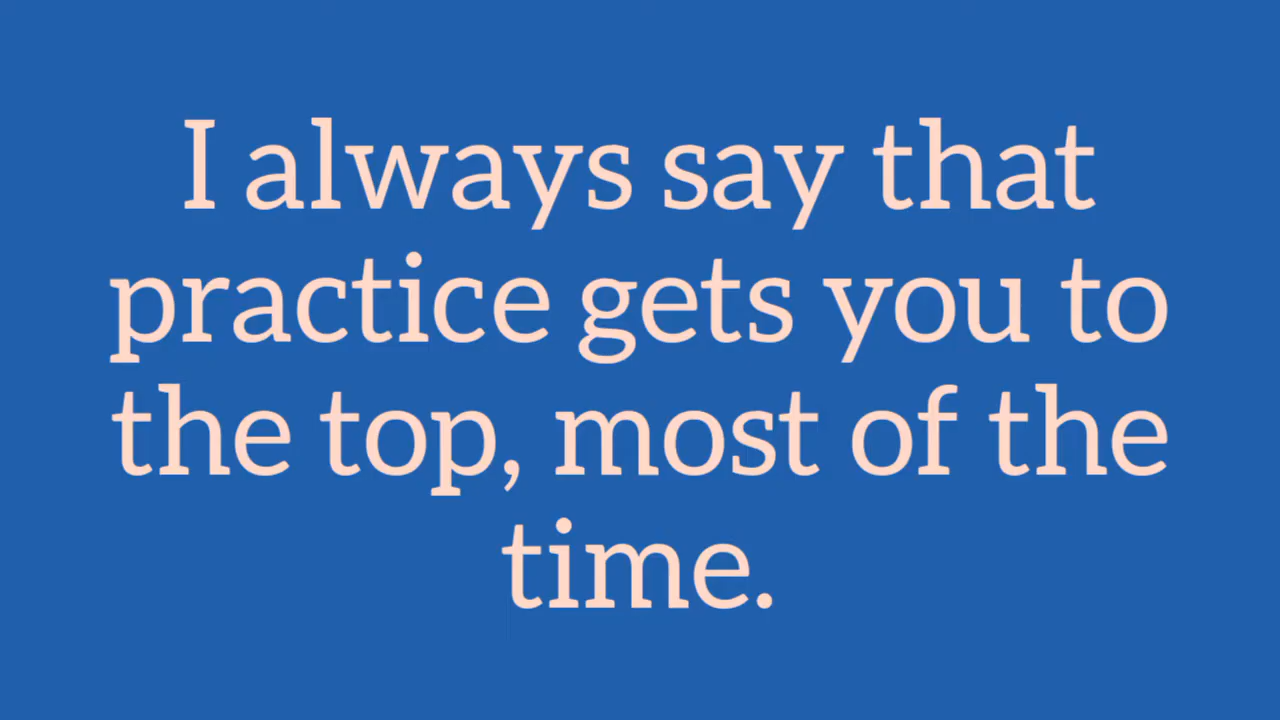 I always say that
practice gets you to
the top, most of the
time.